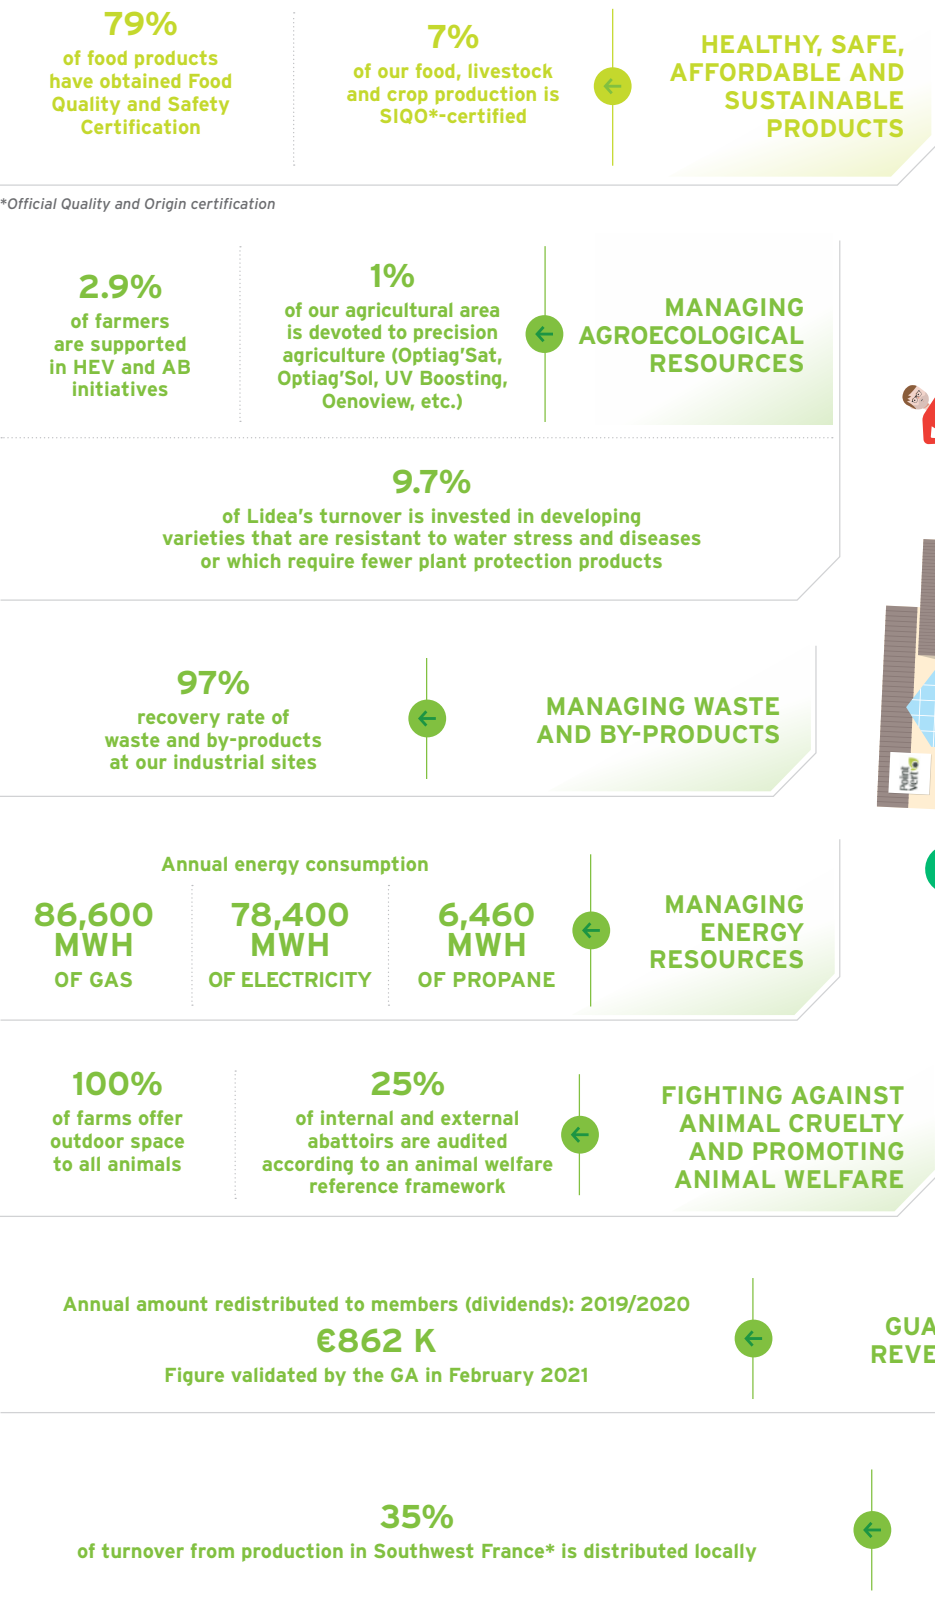 79%
of food products
have obtained Food
Quality and Safety
Certification
7%
of our food, livestock
and crop production is
SIQO*-certified
HEALTHY, SAFE,
AFFORDABLE AND
SUSTAINABLE
PRODUCTS
*Official Quality and Origin certification
2.9%
of farmers
are supported
in HEV and AB
initiatives
1%
of our agricultural area
is devoted to precision
agriculture (Optiag’Sat,
Optiag’Sol, UV Boosting,
Oenoview, etc.)
MANAGING
AGROECOLOGICAL
RESOURCES
9.7%
of Lidea’s turnover is invested in developing
varieties that are resistant to water stress and diseases
or which require fewer plant protection products
97%
recovery rate of
waste and by-products
at our industrial sites
MANAGING WASTE
AND BY-PRODUCTS
Point
Vert
Annual energy consumption
86,600
MWH
OF GAS
78,400
MWH
OF ELECTRICITY
6,460
MWH
OF PROPANE
MANAGING
ENERGY
RESOURCES
100%
of farms offer
outdoor space
to all animals
25%
of internal and external
abattoirs are audited
according to an animal welfare
reference framework
FIGHTING AGAINST
ANIMAL CRUELTY
AND PROMOTING
ANIMAL WELFARE
Annual amount redistributed to members (dividends): 2019/2020
€862 K
Figure validated by the GA in February 2021
GUA
REVE
35%
of turnover from production in Southwest France* is distributed locally